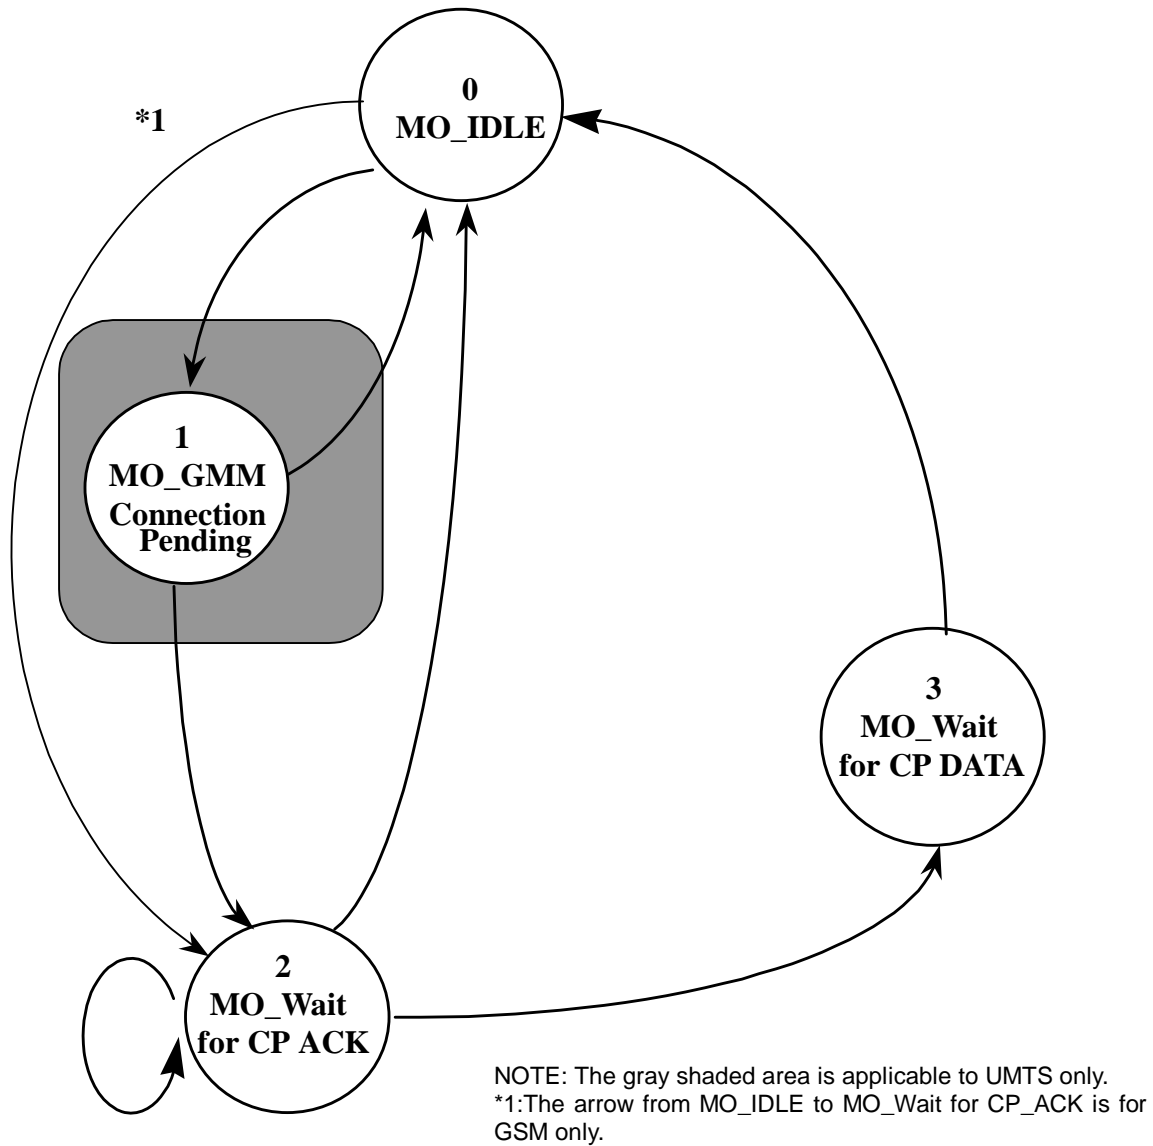 *1
0
MO_IDLE
1
MO_GMM
Connection
Pending
3
MO_Wait
for CP DATA
2
MO_Wait
for CP ACK
NOTE: The gray shaded area is applicable to UMTS only.
*1:The arrow from MO_IDLE to MO_Wait for CP_ACK is for
GSM only.